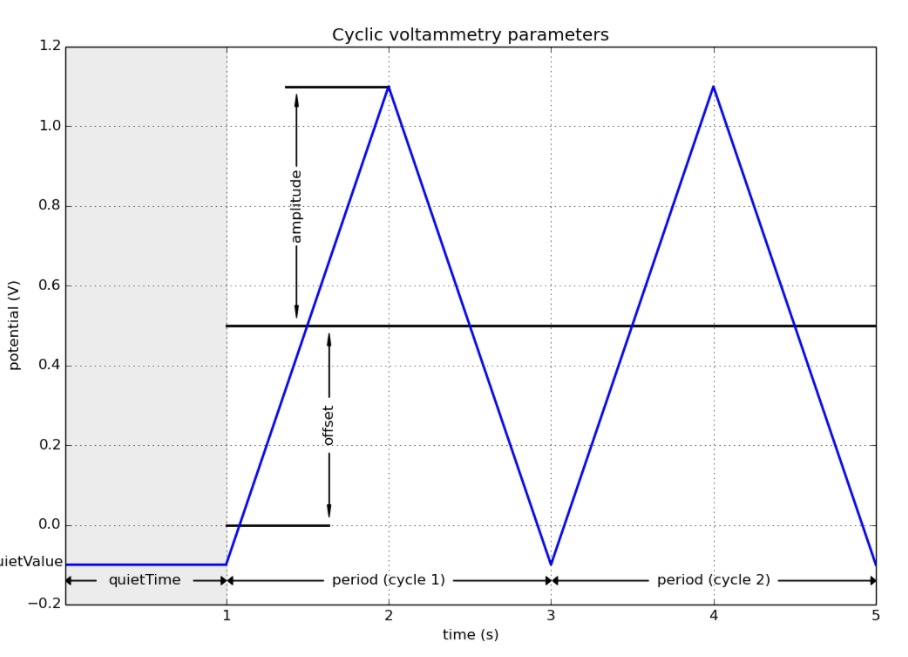 Cyclic voltammetry parameters
1.2
1.0
0.8
0.6
0.4
0.2
0.0
uietValue
−0.2
potential (V)
amplitude
offset
quietTime
period (cycle 1)
period (cycle 2)
1
2
3
4
5
time (s)